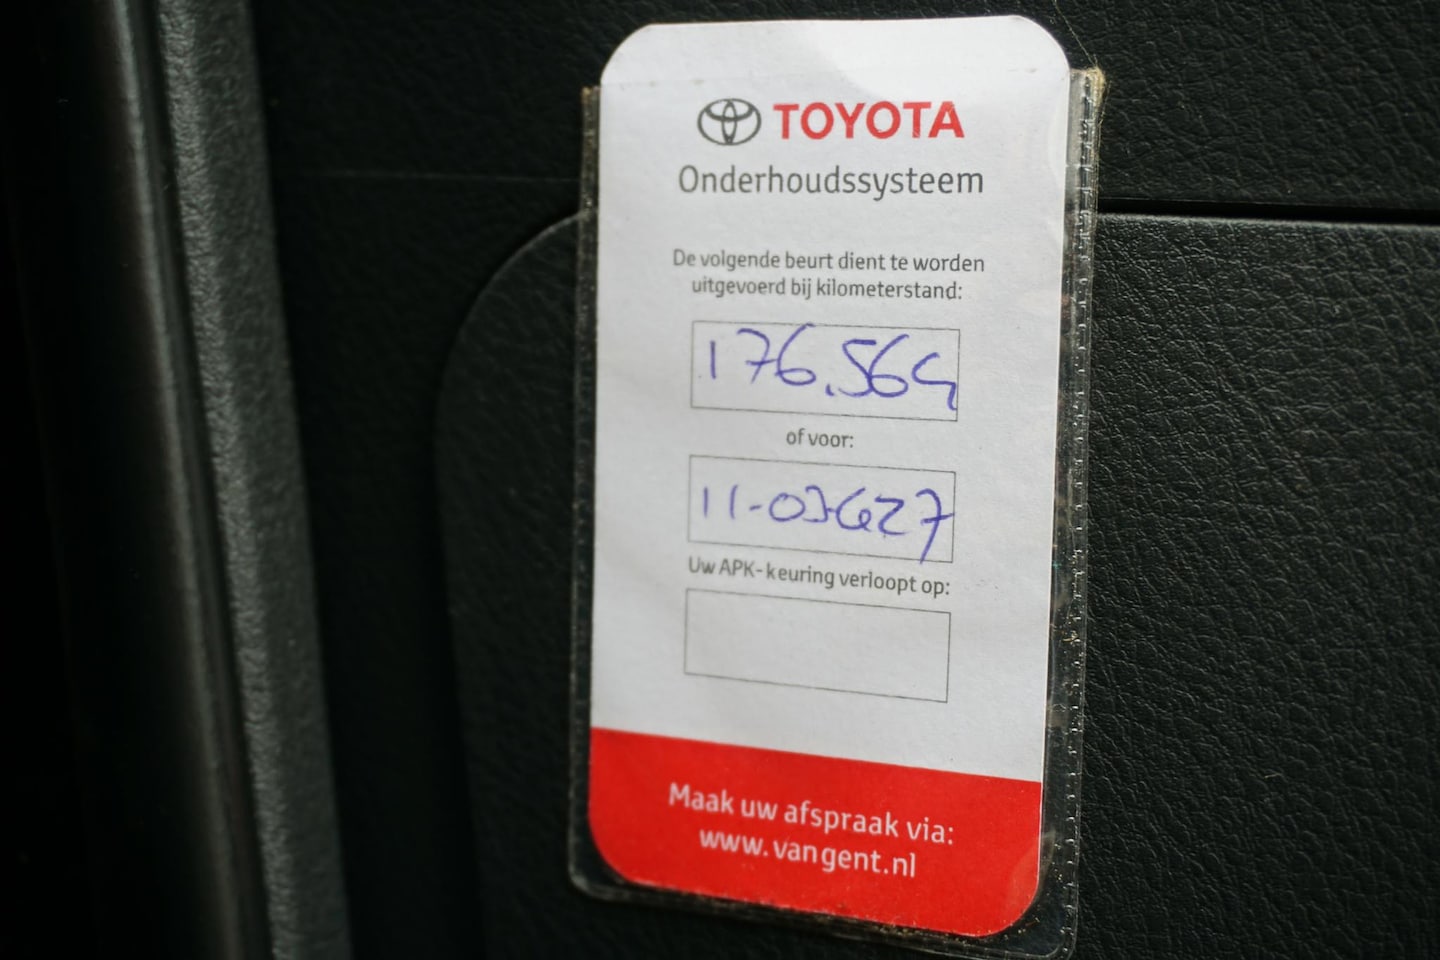 TOYOTA
Onderhoudssysteem
De volgende beurt dient te worden
uitgevoerd bij kilometerstand:
176.564
of voor:
11-03-2027
Uw APK-keuring verloopt op:
Maak uw afspraak via:
www.vangent.nl